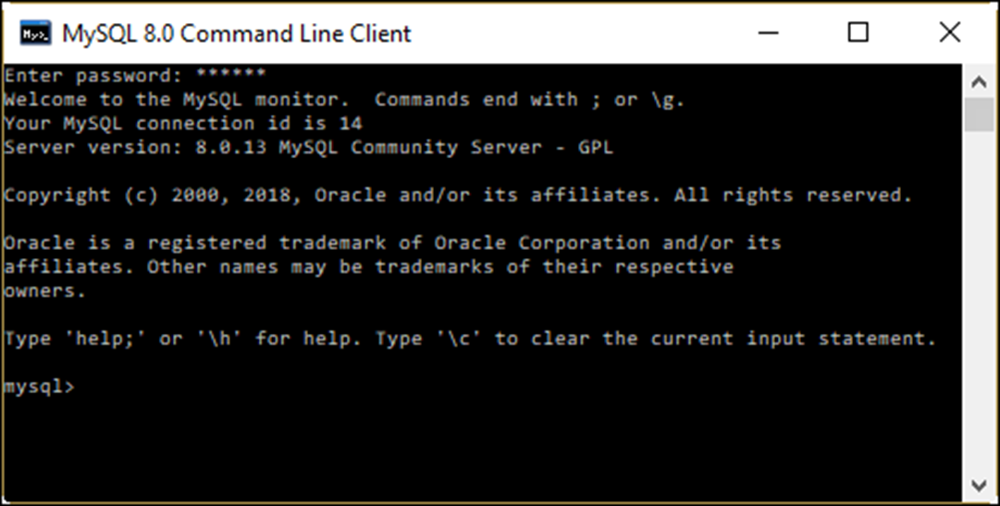 MySQL 8.0 Command Line Client
Enter password: ******
Welcome to the MySQL monitor.  Commands end with ; or \g.
Your MySQL connection id is 14
Server version: 8.0.13 MySQL Community Server - GPL
Copyright (c) 2000, 2018, Oracle and/or its affiliates. All rights reserved.
Oracle is a registered trademark of Oracle Corporation and/or its
affiliates. Other names may be trademarks of their respective
owners.
Type 'help;' or '\h' for help. Type '\c' to clear the current input statement.
mysql>